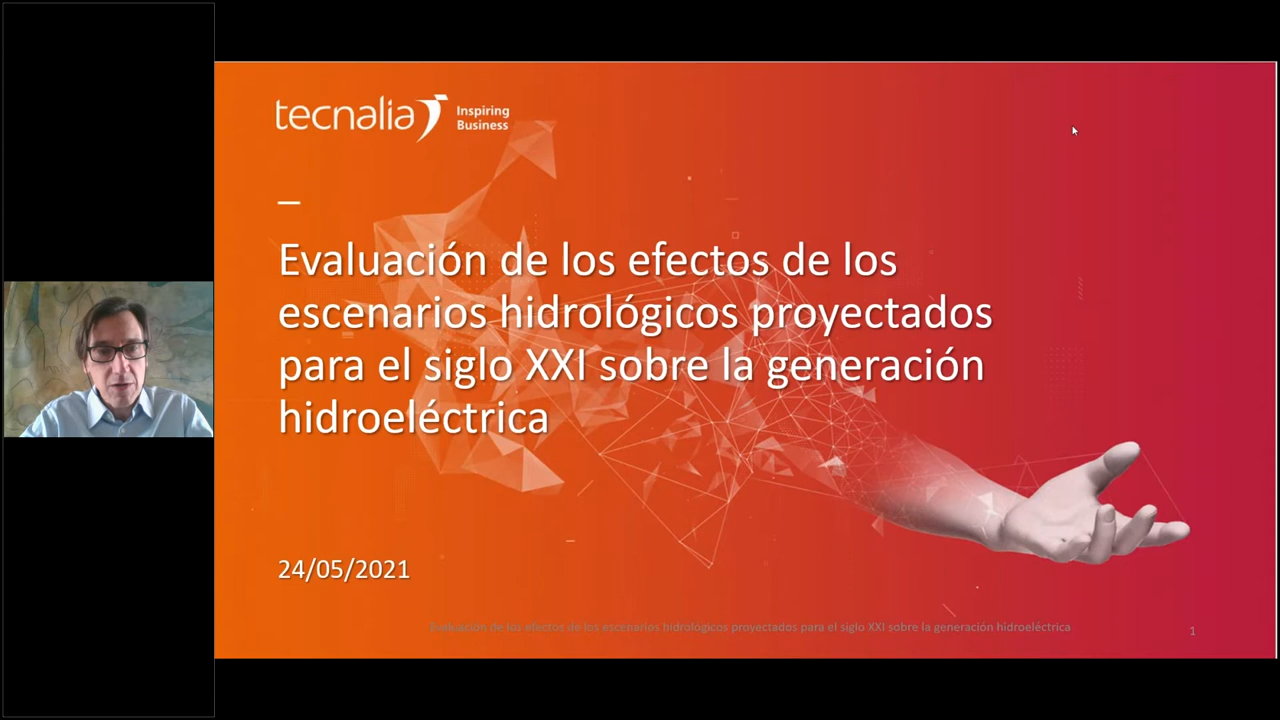 tecnalia Inspiring
Business
Evaluación de los efectos de los
escenarios hidrológicos proyectados
para el siglo XXI sobre la generación
hidroeléctrica
24/05/2021
Evaluación de los efectos de los escenarios hidrológicos proyectados para el siglo XXI sobre la generación hidroeléctrica
1